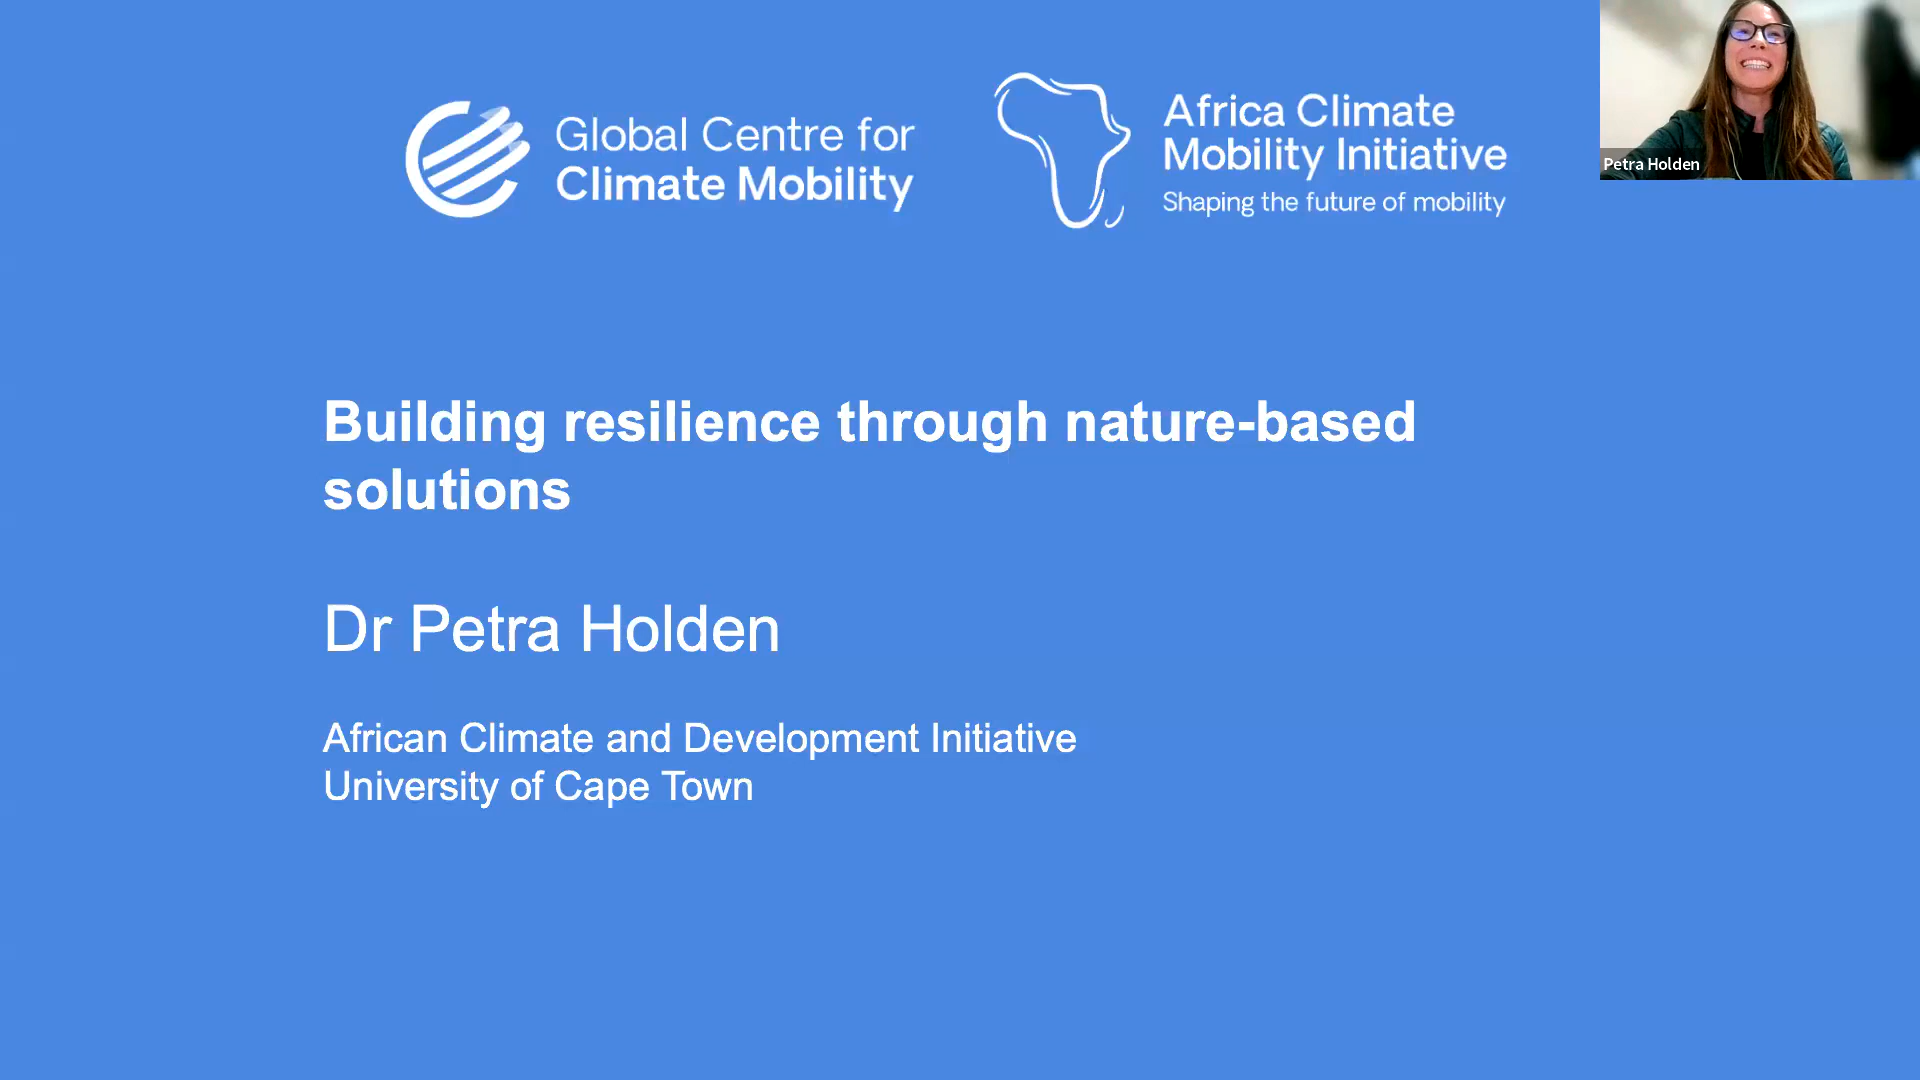 Global Centre for
Climate Mobility
Africa Climate
Mobility Initiative
Shaping the future of mobility
Petra Holden
Building resilience through nature-based
solutions
Dr Petra Holden
African Climate and Development Initiative
University of Cape Town